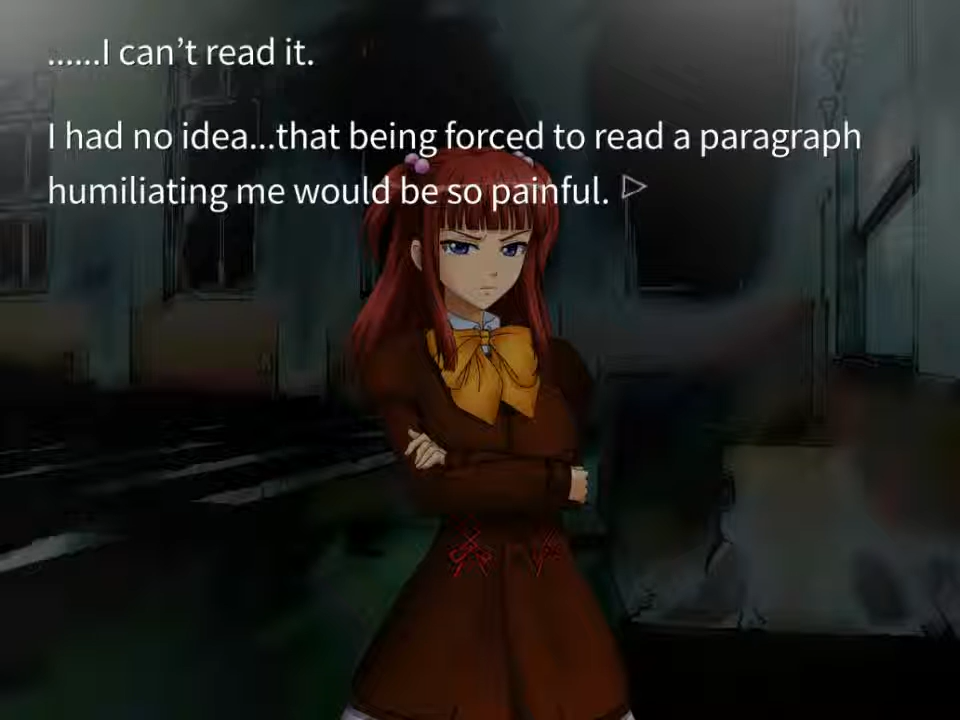 ......I can’t read it.
I had no idea...that being forced to read a paragraph
humiliating me would be so painful.